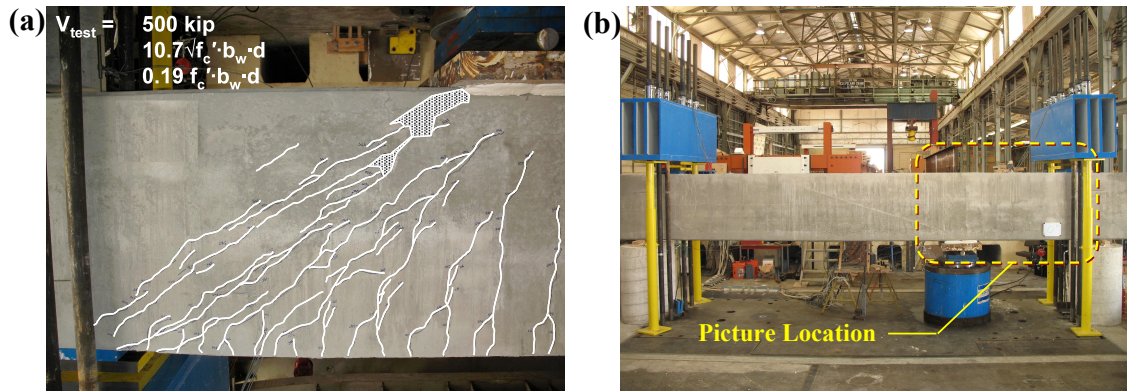 (a)
V_test = 500 kip
10.7√f_c′·b_w·d
0.19 f_c′·b_w·d
(b)
Picture Location